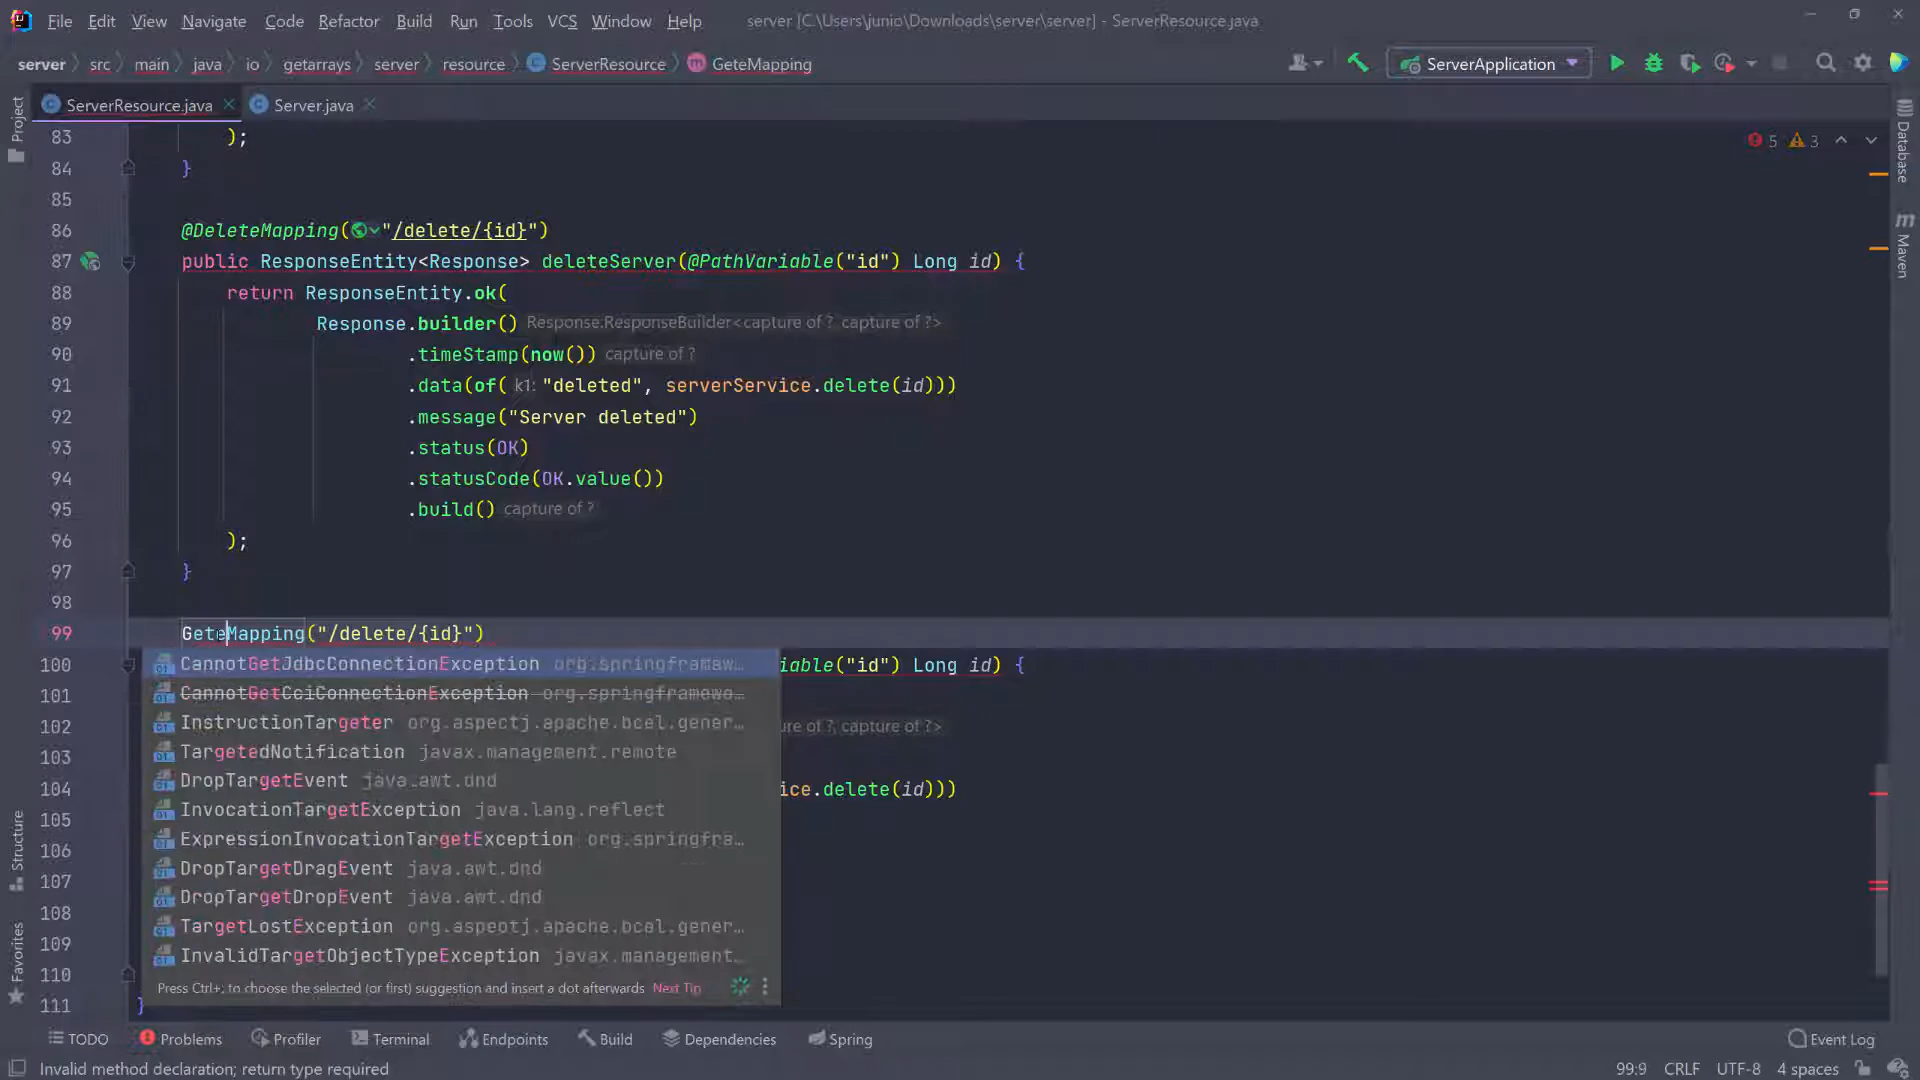 File Edit View Navigate Code Refactor Build Run Tools VCS Window Help server [C:\Users\junio\Downloads\server\server] - ServerResource.java
server src main java io getarrays server resource ServerResource m GeteMapping ServerApplication
ServerResource.java Server.java
Project
Database
Maven
Structure
Favorites
5 3
83 );
84 }
85
86 @DeleteMapping("/delete/{id}")
87 public ResponseEntity<Response> deleteServer(@PathVariable("id") Long id) {
88 return ResponseEntity.ok(
89 Response.builder() Response.ResponseBuilder<capture of ?, capture of ?>
90 .timeStamp(now()) capture of ?
91 .data(of( k1: "deleted", serverService.delete(id)))
92 .message("Server deleted")
93 .status(OK)
94 .statusCode(OK.value())
95 .build() capture of ?
96 );
97 }
98
99 GeteMapping("/delete/{id}")
100 iable("id") Long id) {
101
102 ure of ?, capture of ?>
103
104 ice.delete(id)))
105
106
107
108
109
110
111 }
CannotGetJdbcConnectionException org.springframew…
CannotGetCciConnectionException org.springframewo…
InstructionTargeter org.aspectj.apache.bcel.gener…
TargetedNotification javax.management.remote
DropTargetEvent java.awt.dnd
InvocationTargetException java.lang.reflect
ExpressionInvocationTargetException org.springfra…
DropTargetDragEvent java.awt.dnd
DropTargetDropEvent java.awt.dnd
TargetLostException org.aspectj.apache.bcel.gener…
InvalidTargetObjectTypeException javax.management…
Press Ctrl+; to choose the selected (or first) suggestion and insert a dot afterwards Next Tip
TODO Problems Profiler Terminal Endpoints Build Dependencies Spring Event Log
Invalid method declaration; return type required 99:9 CRLF UTF-8 4 spaces